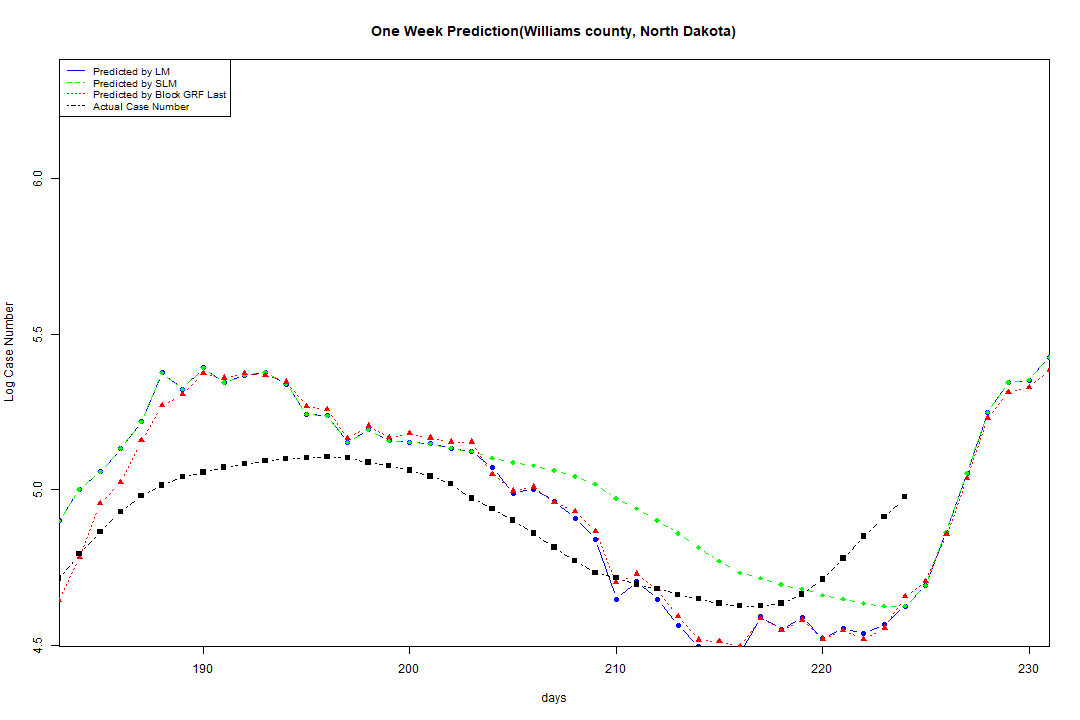 One Week Prediction(Williams county, North Dakota)
Predicted by LM
Predicted by SLM
Predicted by Block GRF Last
Actual Case Number
6.0
5.5
5.0
4.5
Log Case Number
190
200
210
220
230
days